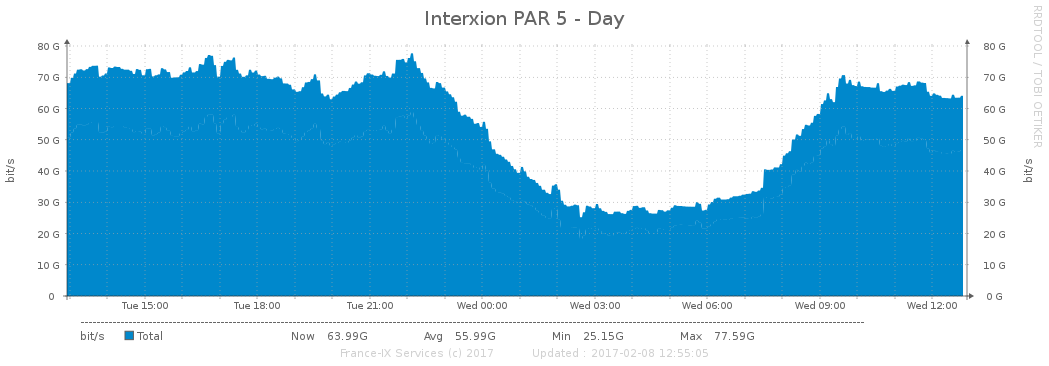 Interxion PAR 5 - Day
RRDTOOL / TOBI OETIKER
bit/s
80 G
70 G
60 G
50 G
40 G
30 G
20 G
10 G
0
80 G
70 G
60 G
50 G
40 G
30 G
20 G
10 G
0 G
bit/s
Tue 15:00 Tue 18:00 Tue 21:00 Wed 00:00 Wed 03:00 Wed 06:00 Wed 09:00 Wed 12:00
bit/s Total Now 63.99G Avg 55.99G Min 25.15G Max 77.59G
France-IX Services (c) 2017 Updated : 2017-02-08 12:55:05